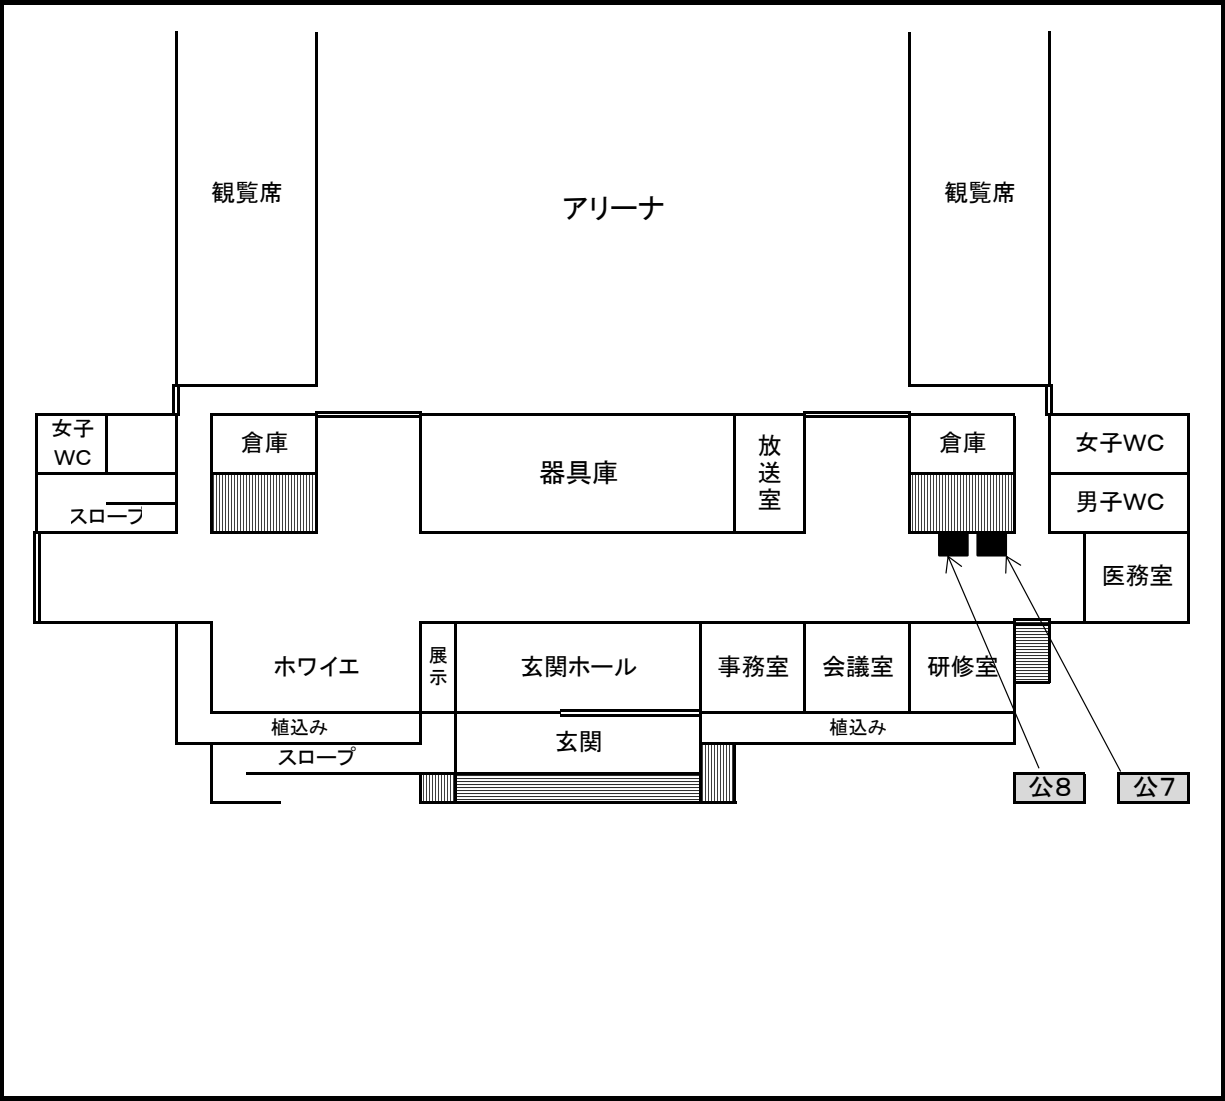 観覧席
アリーナ
観覧席
女子
WC
倉庫
器具庫
放
送
室
倉庫
女子WC
男子WC
スロープ
医務室
ホワイエ
展
示
玄関ホール
事務室
会議室
研修室
植込み
玄関
植込み
スロープ
公８
公７